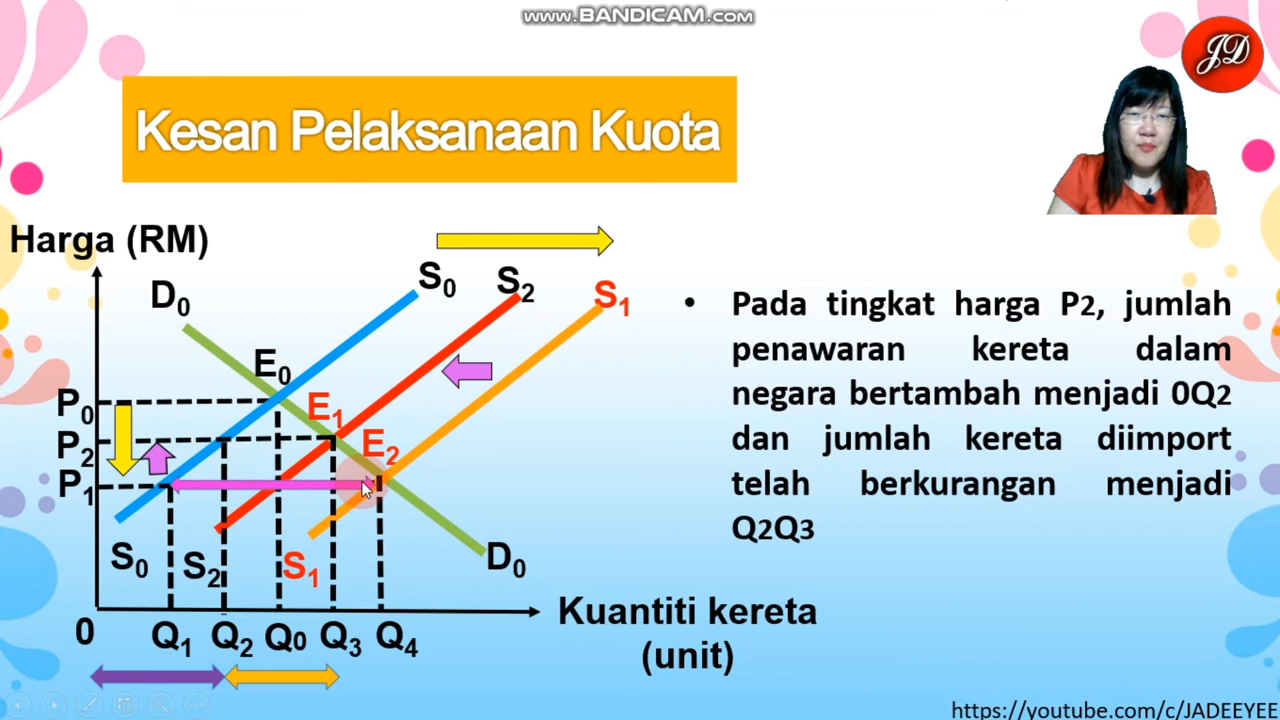 www.BANDICAM.com
JD
Kesan Pelaksanaan Kuota
Harga (RM)
D0
S0
S2
S1
E0
P0
E1
P2
E2
P1
S0
S2
S1
D0
0
Q1
Q2
Q0
Q3
Q4
Kuantiti kereta
(unit)
• Pada tingkat harga P2, jumlah
penawaran kereta dalam
negara bertambah menjadi 0Q2
dan jumlah kereta diimport
telah berkurangan menjadi
Q2Q3
https://youtube.com/c/JADEEYEE